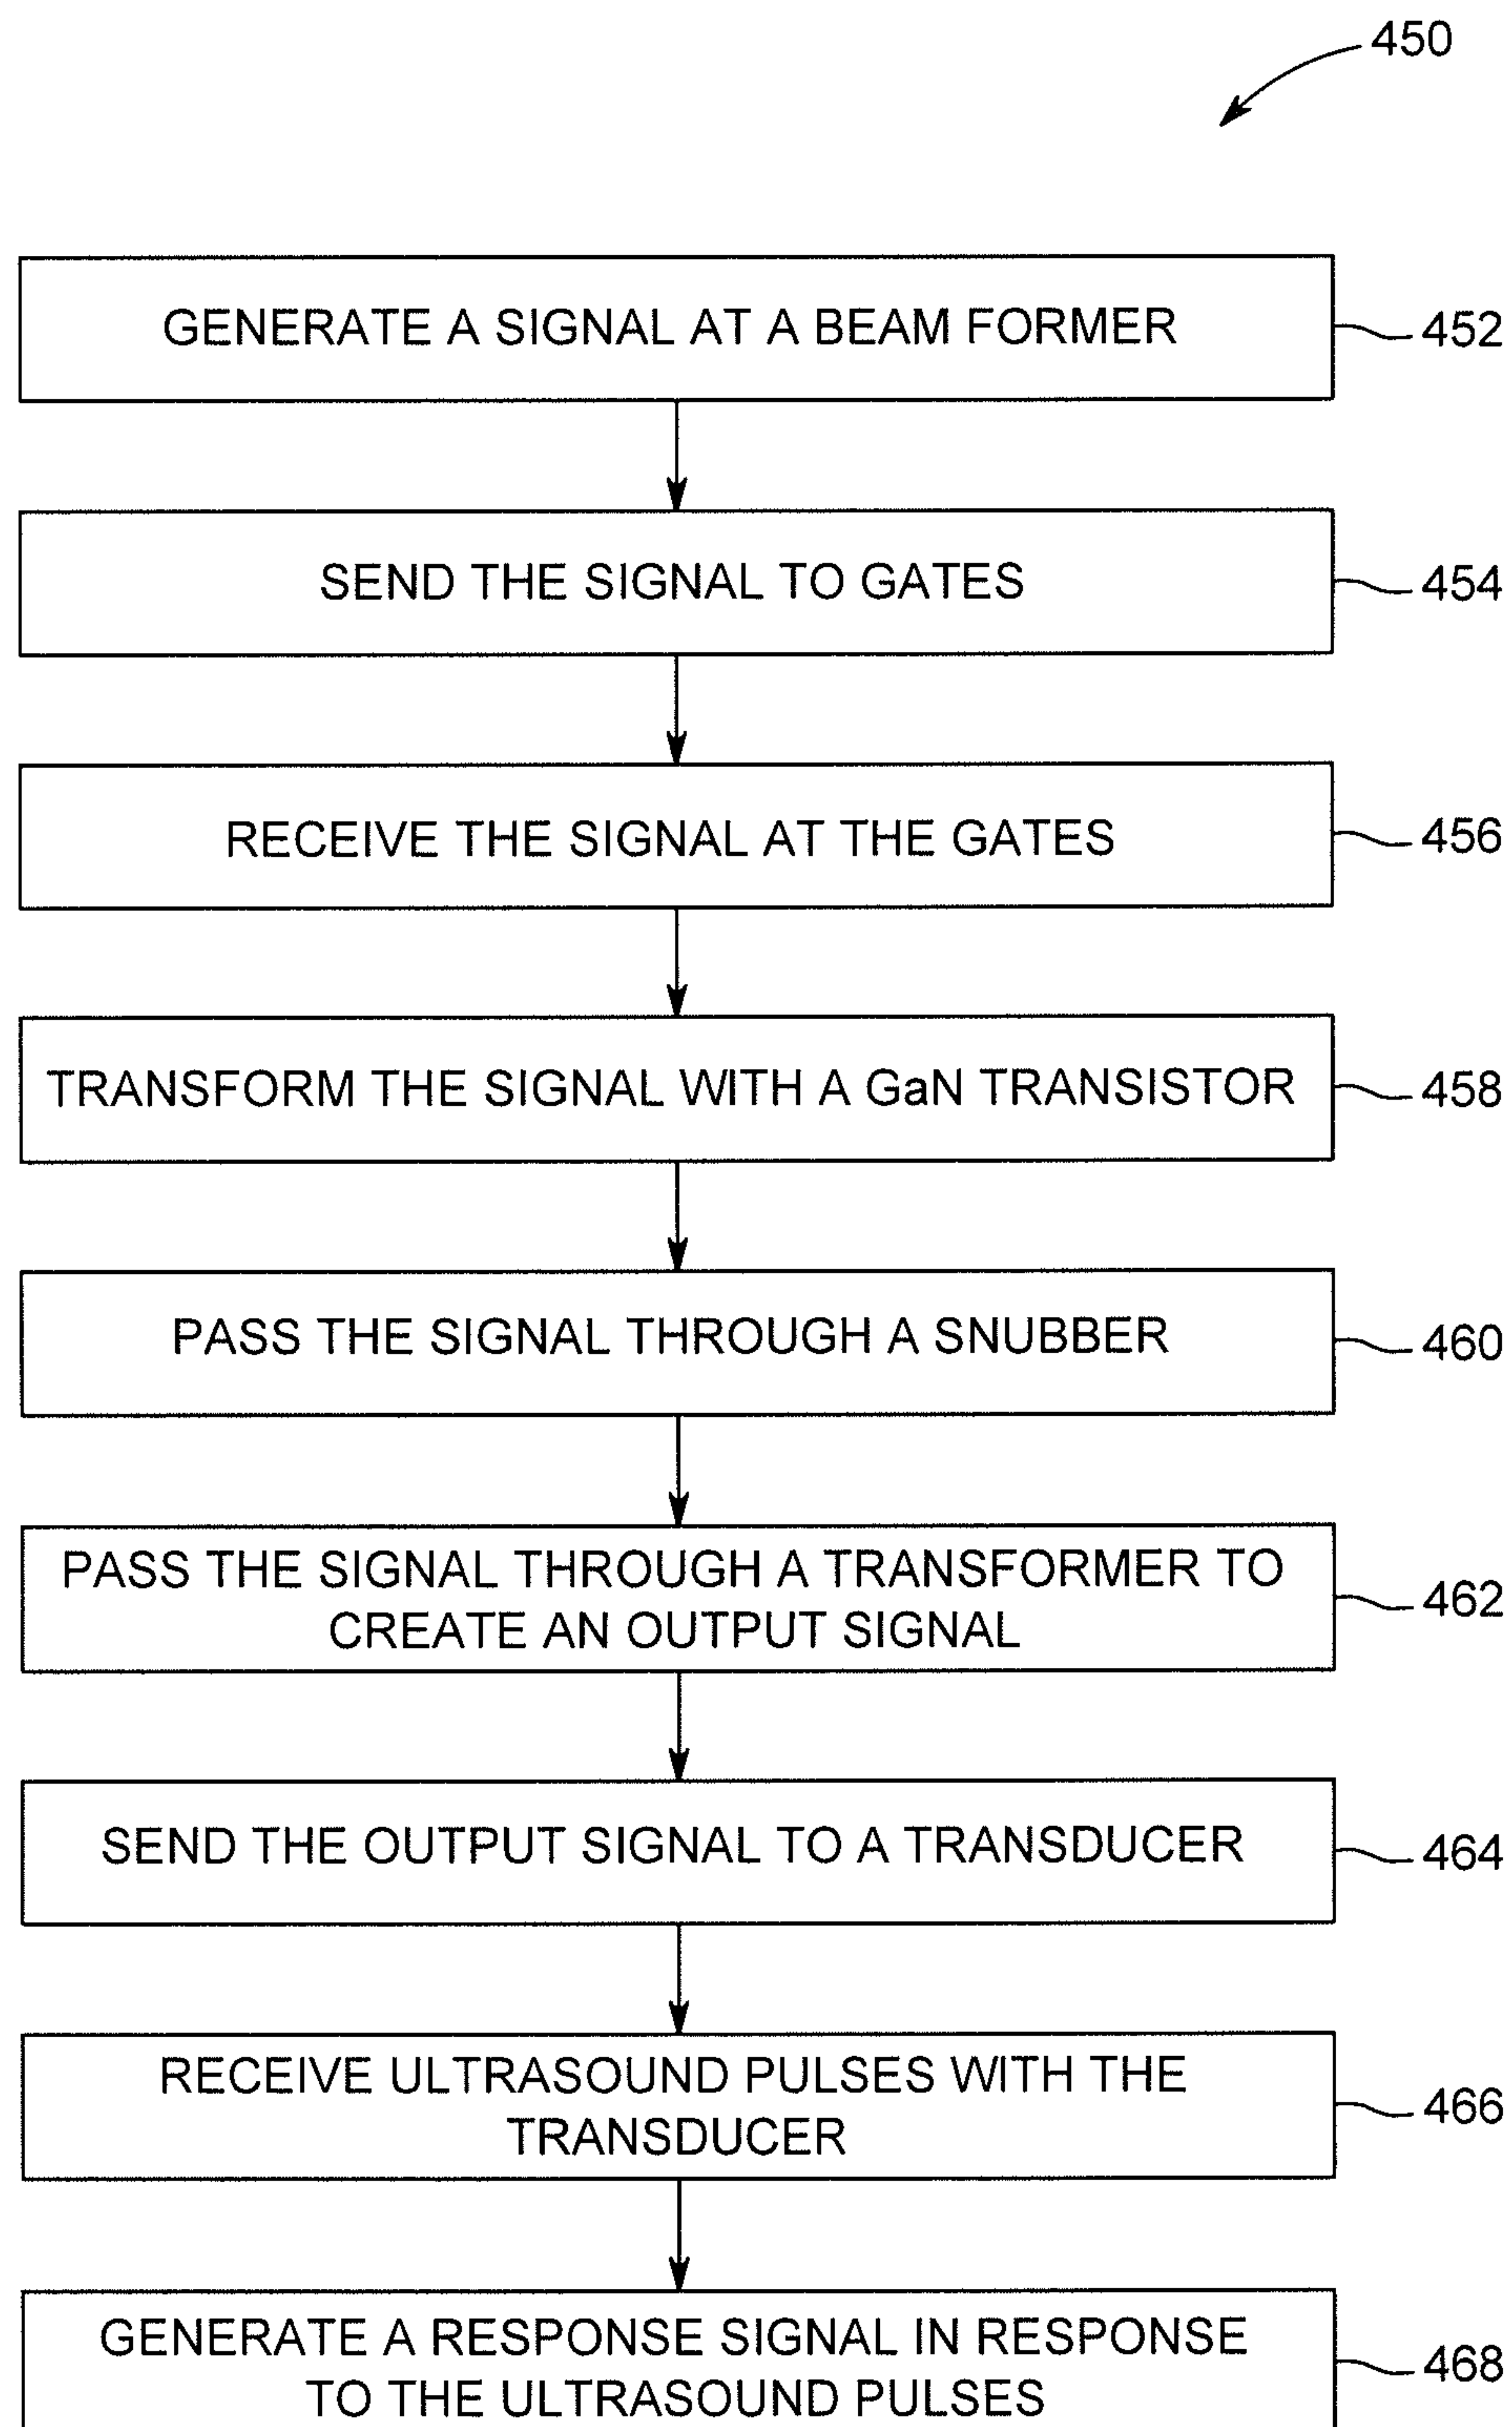 450
GENERATE A SIGNAL AT A BEAM FORMER
452
SEND THE SIGNAL TO GATES
454
RECEIVE THE SIGNAL AT THE GATES
456
TRANSFORM THE SIGNAL WITH A GaN TRANSISTOR
458
PASS THE SIGNAL THROUGH A SNUBBER
460
PASS THE SIGNAL THROUGH A TRANSFORMER TO
CREATE AN OUTPUT SIGNAL
462
SEND THE OUTPUT SIGNAL TO A TRANSDUCER
464
RECEIVE ULTRASOUND PULSES WITH THE
TRANSDUCER
466
GENERATE A RESPONSE SIGNAL IN RESPONSE
TO THE ULTRASOUND PULSES
468